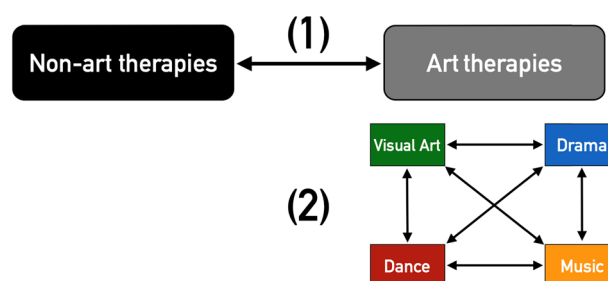 (1)
Non-art therapies
Art therapies
Visual Art
Drama
(2)
Dance
Music